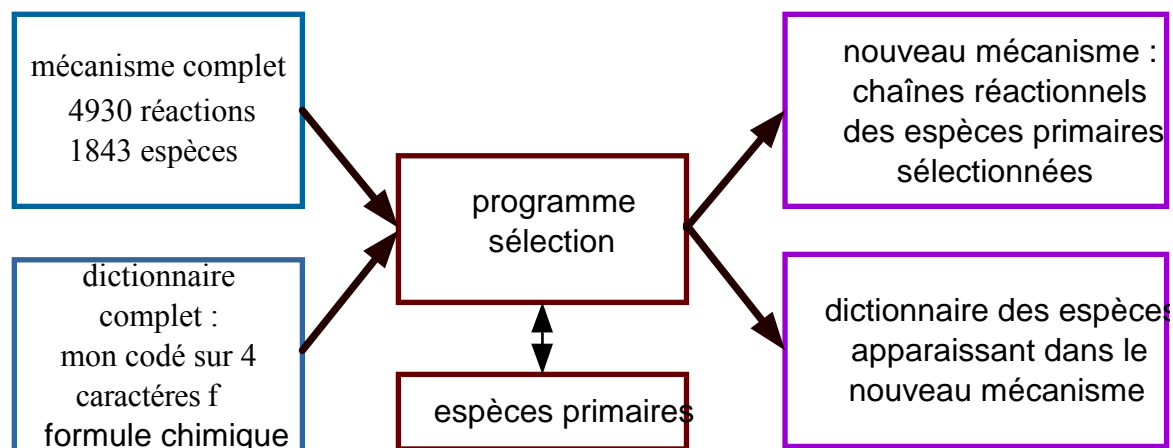 mécanisme complet
4930 réactions
1843 espèces
dictionnaire
complet :
mon codé sur 4
caractéres f
formule chimique
programme
sélection
espèces primaires
nouveau mécanisme :
chaînes réactionnels
des espèces primaires
sélectionnées
dictionnaire des espèces
apparaissant dans le
nouveau mécanisme